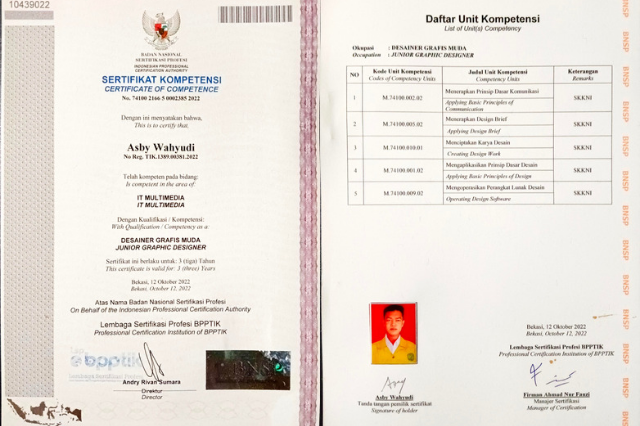 10439022
BADAN NASIONAL
SERTIFIKASI PROFESI
INDONESIAN PROFESSIONAL
CERTIFICATION AUTHORITY
SERTIFIKAT KOMPETENSI
CERTIFICATE OF COMPETENCE
No. 74100 2166 5 0002385 2022
Dengan ini menyatakan bahwa,
This is to certify that,
Asby Wahyudi
No Reg. TIK.1389.00381.2022
Telah kompeten pada bidang:
Is competent in the area of
IT MULTIMEDIA
IT MULTIMEDIA
Dengan Kualifikasi / Kompetensi:
With Qualification / Competency as a
DESAINER GRAFIS MUDA
JUNIOR GRAPHIC DESIGNER
Sertifikat ini berlaku untuk: 3 (tiga) Tahun
This certificate is valid for: 3 (three) Years
Bekasi, 12 Oktober 2022
Bekasi, October 12, 2022
Atas Nama Badan Nasional Sertifikasi Profesi
On Behalf of the Indonesian Professional Certification Authority
Lembaga Sertifikasi Profesi BPPTIK
Professional Certification Institution of BPPTIK
bpptik
Andry Rivan Sumara
Direktur
Director
Daftar Unit Kompetensi
List of Unit(s) Competency
Okupasi : DESAINER GRAFIS MUDA
Occupation : JUNIOR GRAPHIC DESIGNER
NO Kode Unit Kompetensi Judul Unit Kompetensi Keterangan
Codes of Competency Units Competency Units Remarks
1 M.74100.002.02 Menerapkan Prinsip Dasar Komunikasi SKKNI
Applying Basic Principles of Communication
2 M.74100.005.02 Menerapkan Design Brief SKKNI
Applying Design Brief
3 M.74100.010.01 Menciptakan Karya Desain SKKNI
Creating Design Work
4 M.74100.001.02 Mengaplikasikan Prinsip Dasar Desain SKKNI
Applying Basic Principles of Design
5 M.74100.009.02 Mengoperasikan Perangkat Lunak Desain SKKNI
Operating Design Software
Bekasi, 12 Oktober 2022
Bekasi, October 12, 2022
Lembaga Sertifikasi Profesi BPPTIK
Professional Certification Institution of BPPTIK
Asby Wahyudi
Tanda tangan pemilik sertifikat
Signature of holder
Firman Ahmad Nur Fauzi
Manajer Sertifikasi
Manager of Certification
BNSP
BNSP
BNSP
BNSP
BNSP
BNSP
BNSP
BNSP